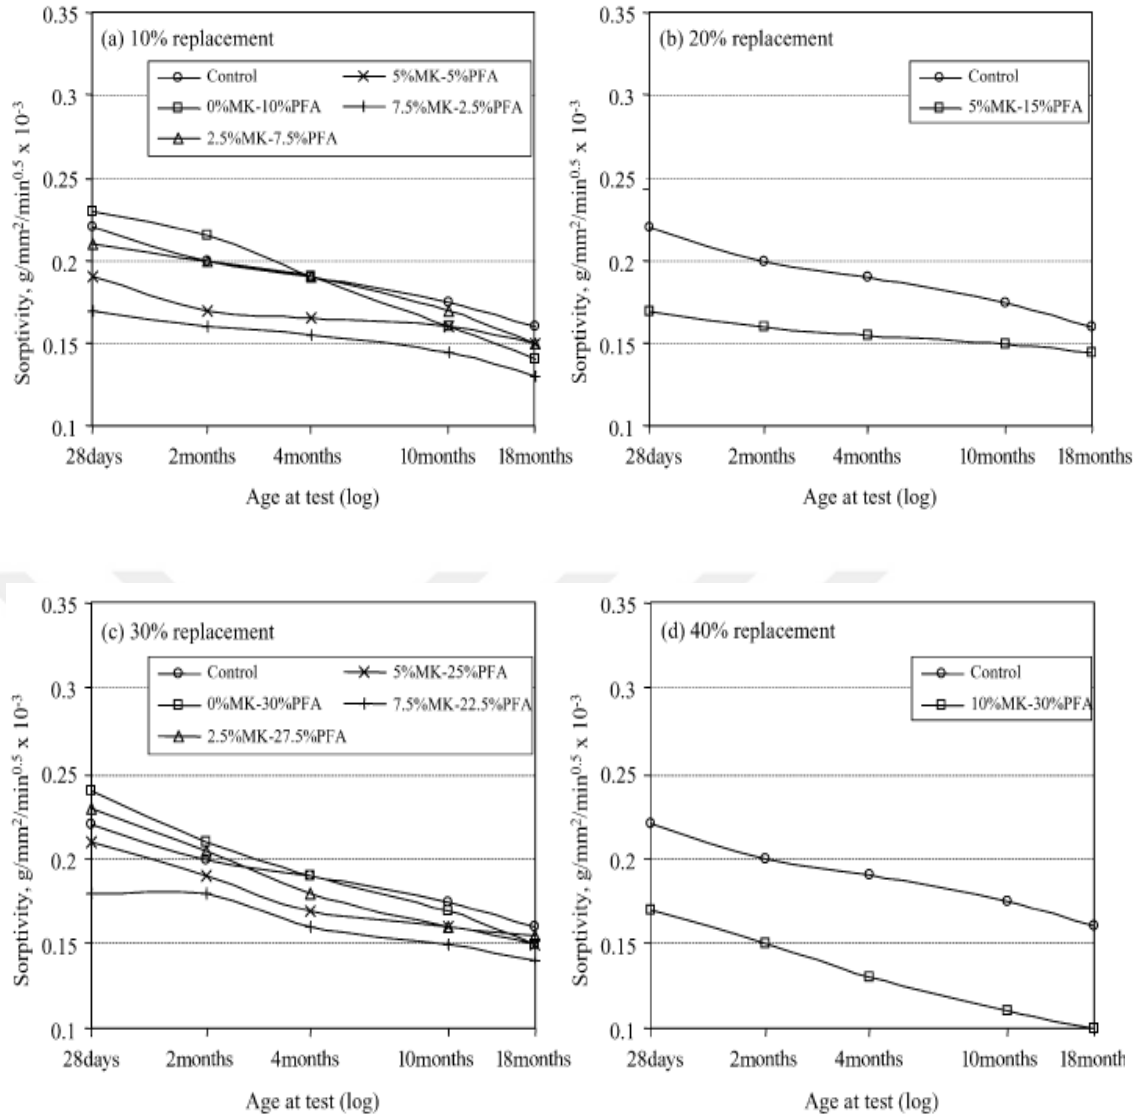 (a) 10% replacement
Control
0%MK-10%PFA
2.5%MK-7.5%PFA
5%MK-5%PFA
7.5%MK-2.5%PFA
0.35
0.3
0.25
0.2
0.15
0.1
Sorptivity, g/mm²/min⁰·⁵ x 10⁻³
28days 2months 4months 10months 18months
Age at test (log)
(b) 20% replacement
Control
5%MK-15%PFA
0.35
0.3
0.25
0.2
0.15
0.1
Sorptivity, g/mm²/min⁰·⁵ x 10⁻³
28days 2months 4months 10months 18months
Age at test (log)
(c) 30% replacement
Control
0%MK-30%PFA
2.5%MK-27.5%PFA
5%MK-25%PFA
7.5%MK-22.5%PFA
0.35
0.3
0.25
0.2
0.15
0.1
Sorptivity, g/mm²/min⁰·⁵ x 10⁻³
28days 2months 4months 10months 18months
Age at test (log)
(d) 40% replacement
Control
10%MK-30%PFA
0.35
0.3
0.25
0.2
0.15
0.1
Sorptivity, g/mm²/min⁰·⁵ x 10⁻³
28days 2months 4months 10months 18month
Age at test (log)